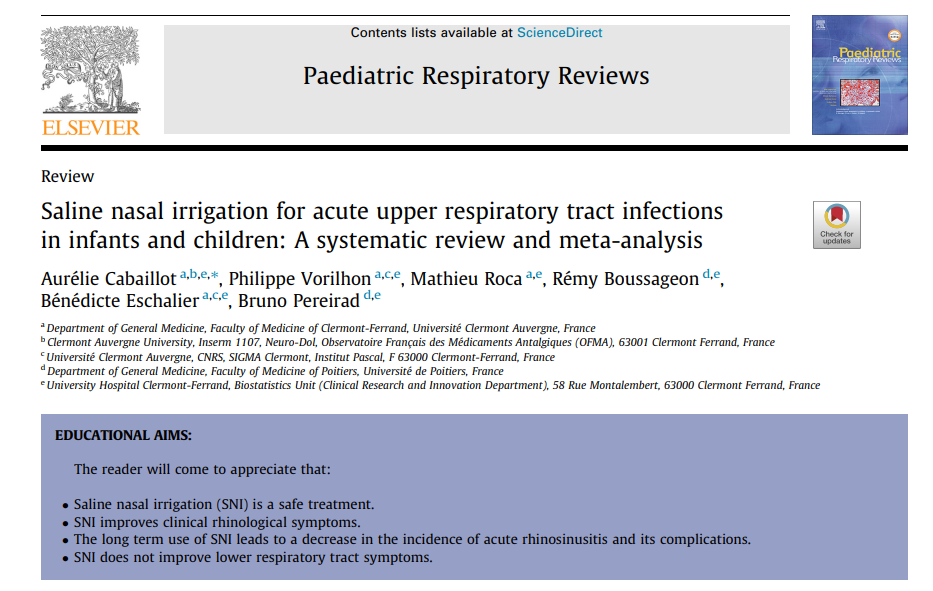 Contents lists available at ScienceDirect
Paediatric Respiratory Reviews
ELSEVIER
Paediatric
Respiratory Reviews
Review
Saline nasal irrigation for acute upper respiratory tract infections
in infants and children: A systematic review and meta-analysis
Check for
updates
Aurélie Cabaillot a,b,e,*, Philippe Vorilhon a,c,e, Mathieu Roca a,e, Rémy Boussageon d,e,
Bénédicte Eschalier a,c,e, Bruno Pereirad d,e
a Department of General Medicine, Faculty of Medicine of Clermont-Ferrand, Université Clermont Auvergne, France
b Clermont Auvergne University, Inserm 1107, Neuro-Dol, Observatoire Français des Médicaments Antalgiques (OFMA), 63001 Clermont Ferrand, France
c Université Clermont Auvergne, CNRS, SIGMA Clermont, Institut Pascal, F 63000 Clermont-Ferrand, France
d Department of General Medicine, Faculty of Medicine of Poitiers, Université de Poitiers, France
e University Hospital Clermont-Ferrand, Biostatistics Unit (Clinical Research and Innovation Department), 58 Rue Montalembert, 63000 Clermont Ferrand, France
EDUCATIONAL AIMS:
The reader will come to appreciate that:
• Saline nasal irrigation (SNI) is a safe treatment.
• SNI improves clinical rhinological symptoms.
• The long term use of SNI leads to a decrease in the incidence of acute rhinosinusitis and its complications.
• SNI does not improve lower respiratory tract symptoms.